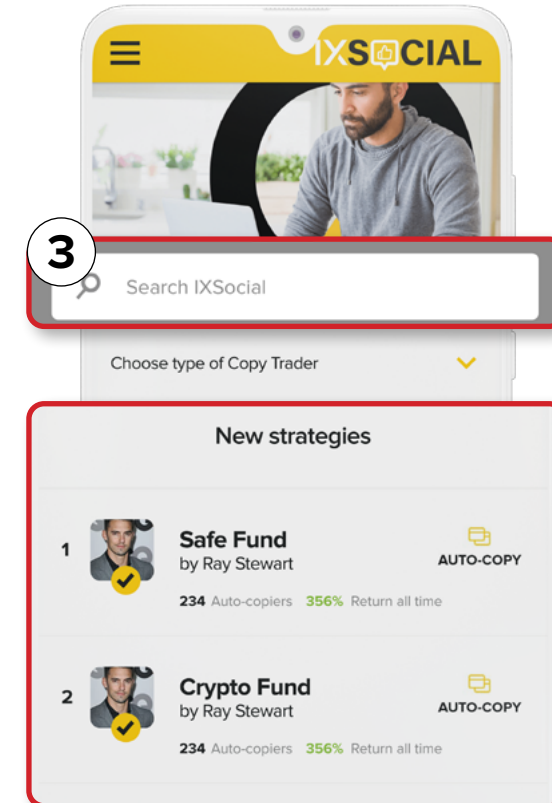 IXSOCIAL
3
Search IXSocial
Choose type of Copy Trader
New strategies
1
Safe Fund
by Ray Stewart
AUTO-COPY
234 Auto-copiers 356% Return all time
2
Crypto Fund
by Ray Stewart
AUTO-COPY
234 Auto-copiers 356% Return all time